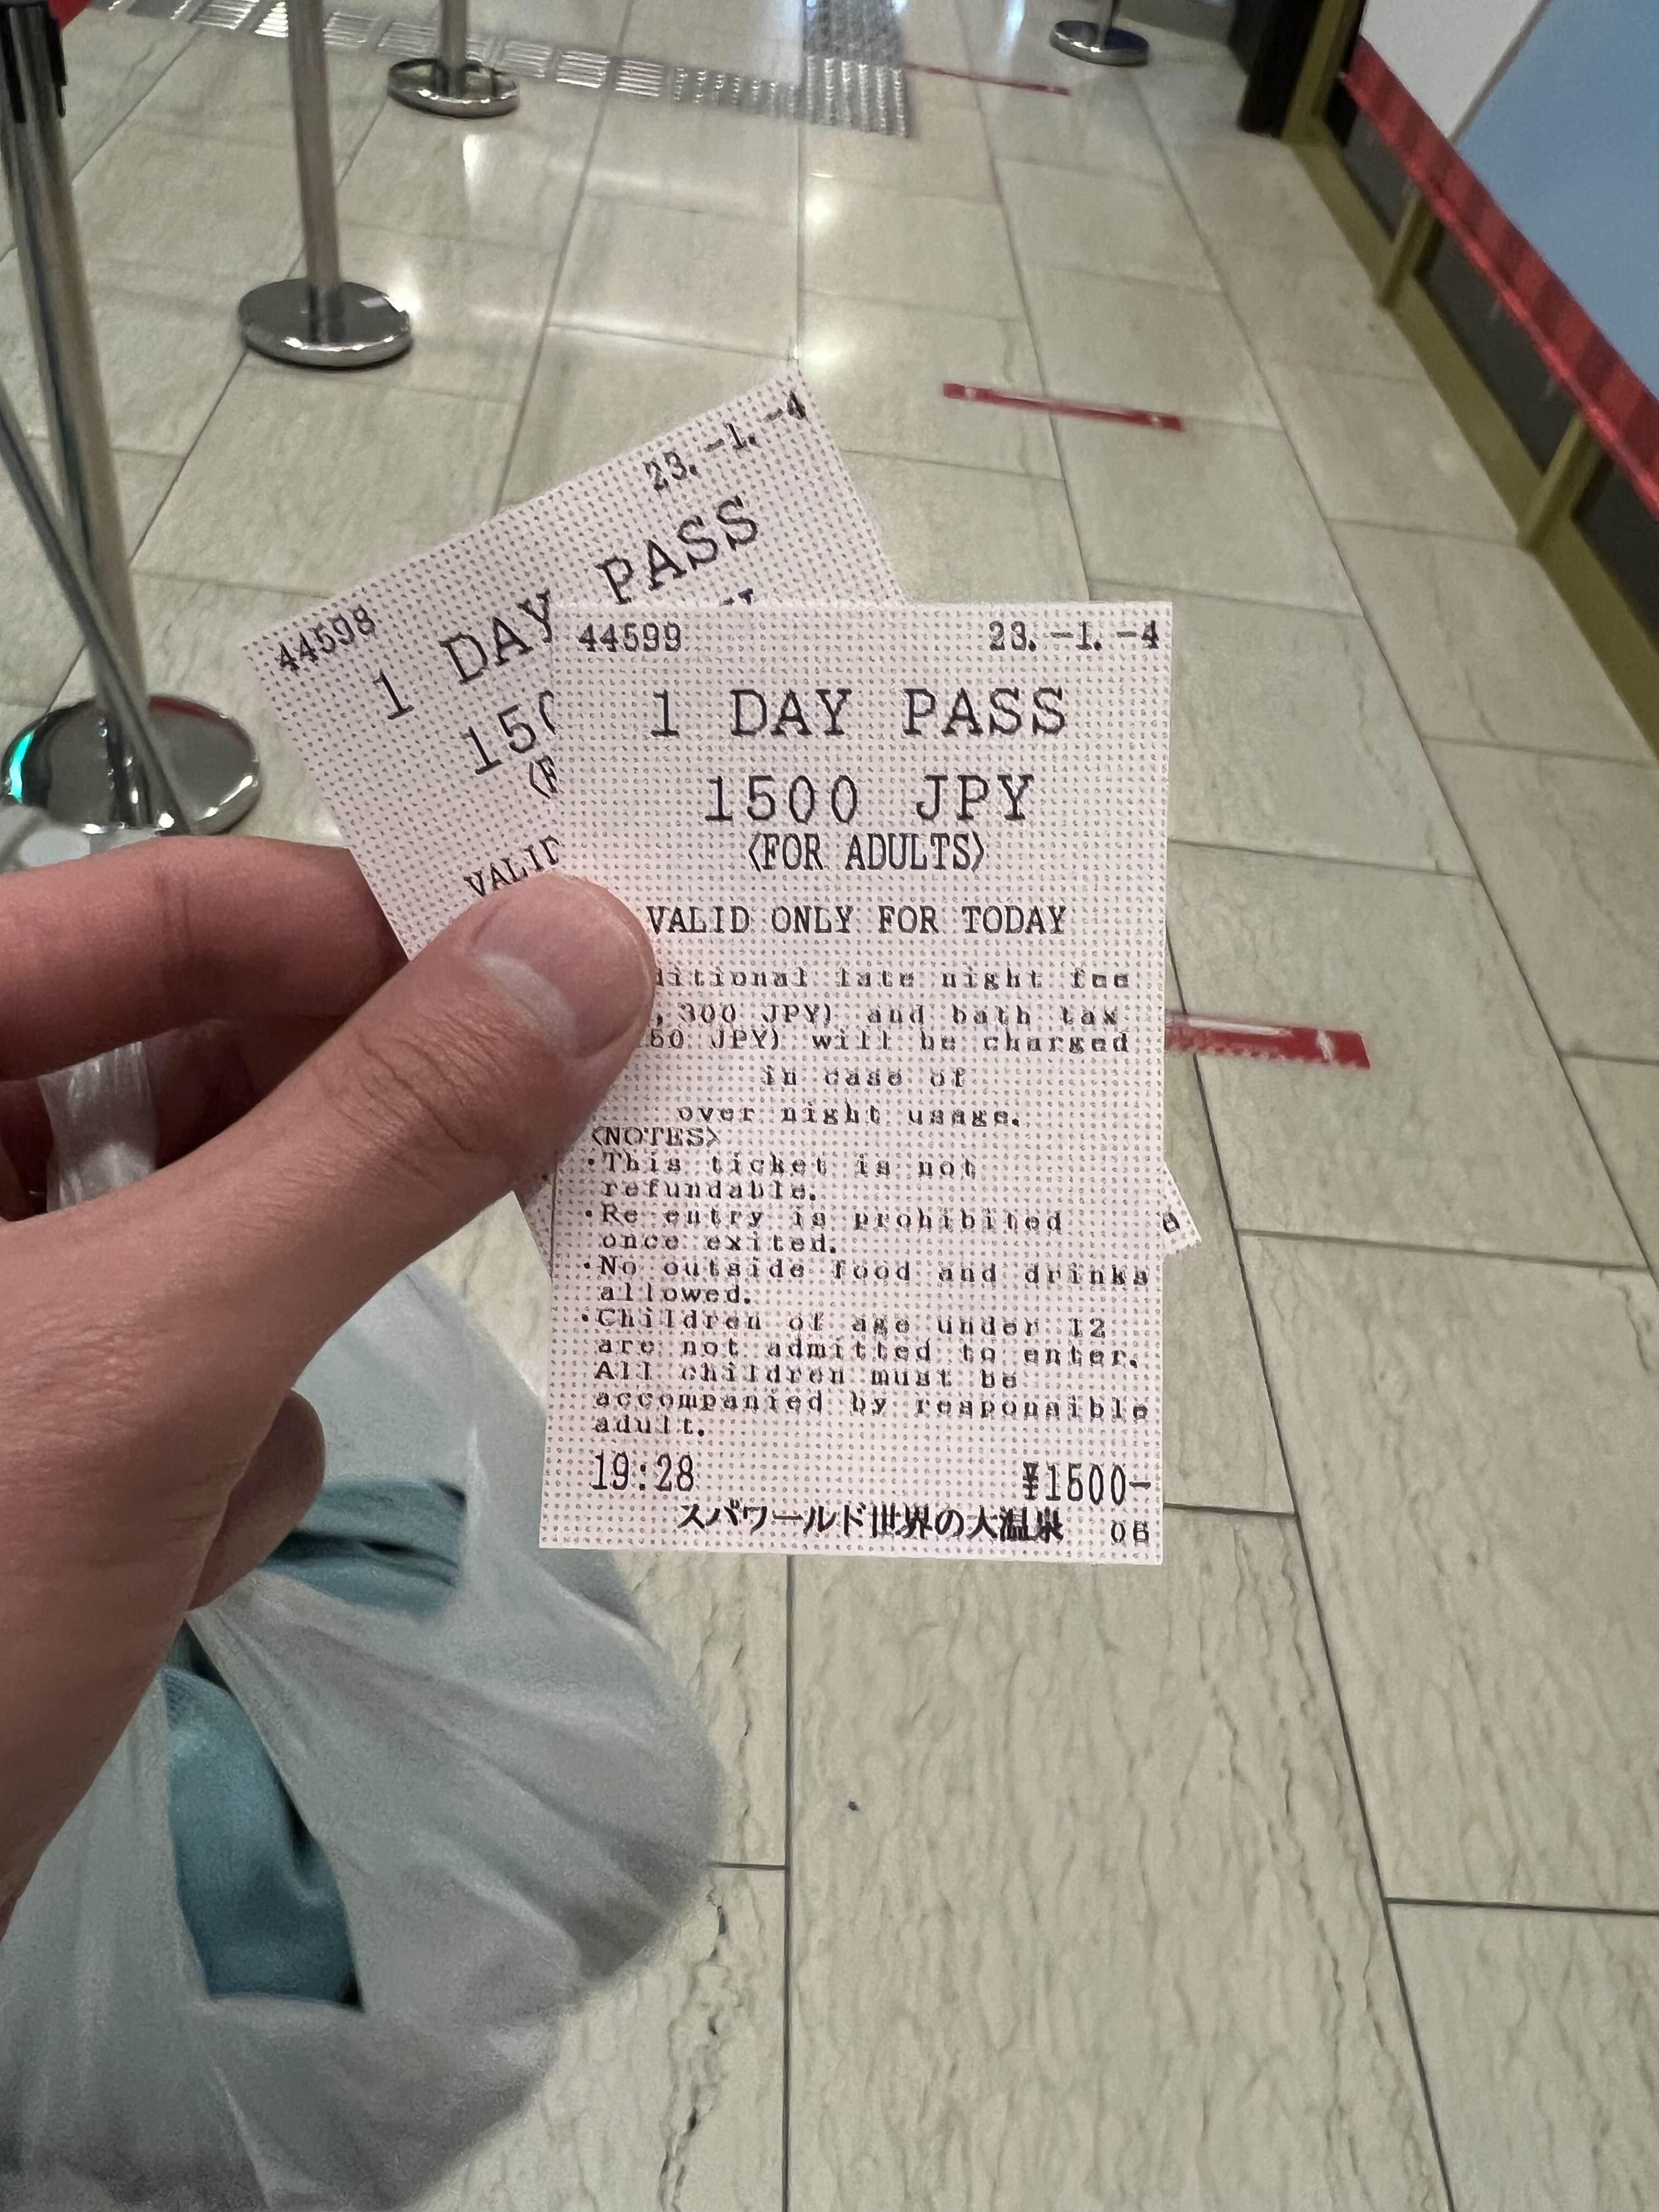 23.-1.-4
44598
1 DAY PASS
VALID
44599 23.-1.-4
1 DAY PASS
1500 JPY
(FOR ADULTS)
VALID ONLY FOR TODAY
late night fee
300 JPY) and bath tax
JPY) will be charged
in case of
over night usage.
<NOTES>
・This ticket is not
refundable.
・Re entry is prohibited
once exited.
・No outside food and drinks
allowed.
・Children of age under 12
are not admitted to enter.
All children must be
accompanied by responsible
adult.
19:28 ¥1500-
スパワールド世界の大温泉 06